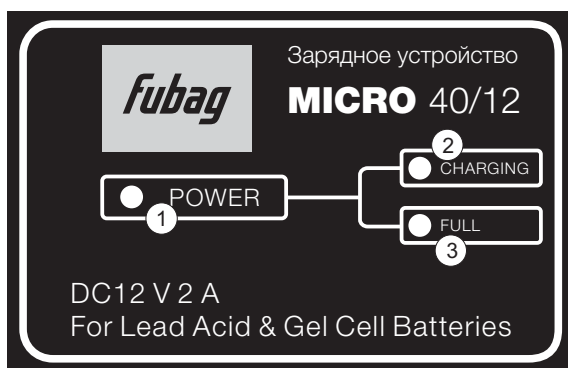 fubag
Зарядное устройство
MICRO 40/12
2
CHARGING
POWER
1
FULL
3
DC12 V 2 A
For Lead Acid & Gel Cell Batteries